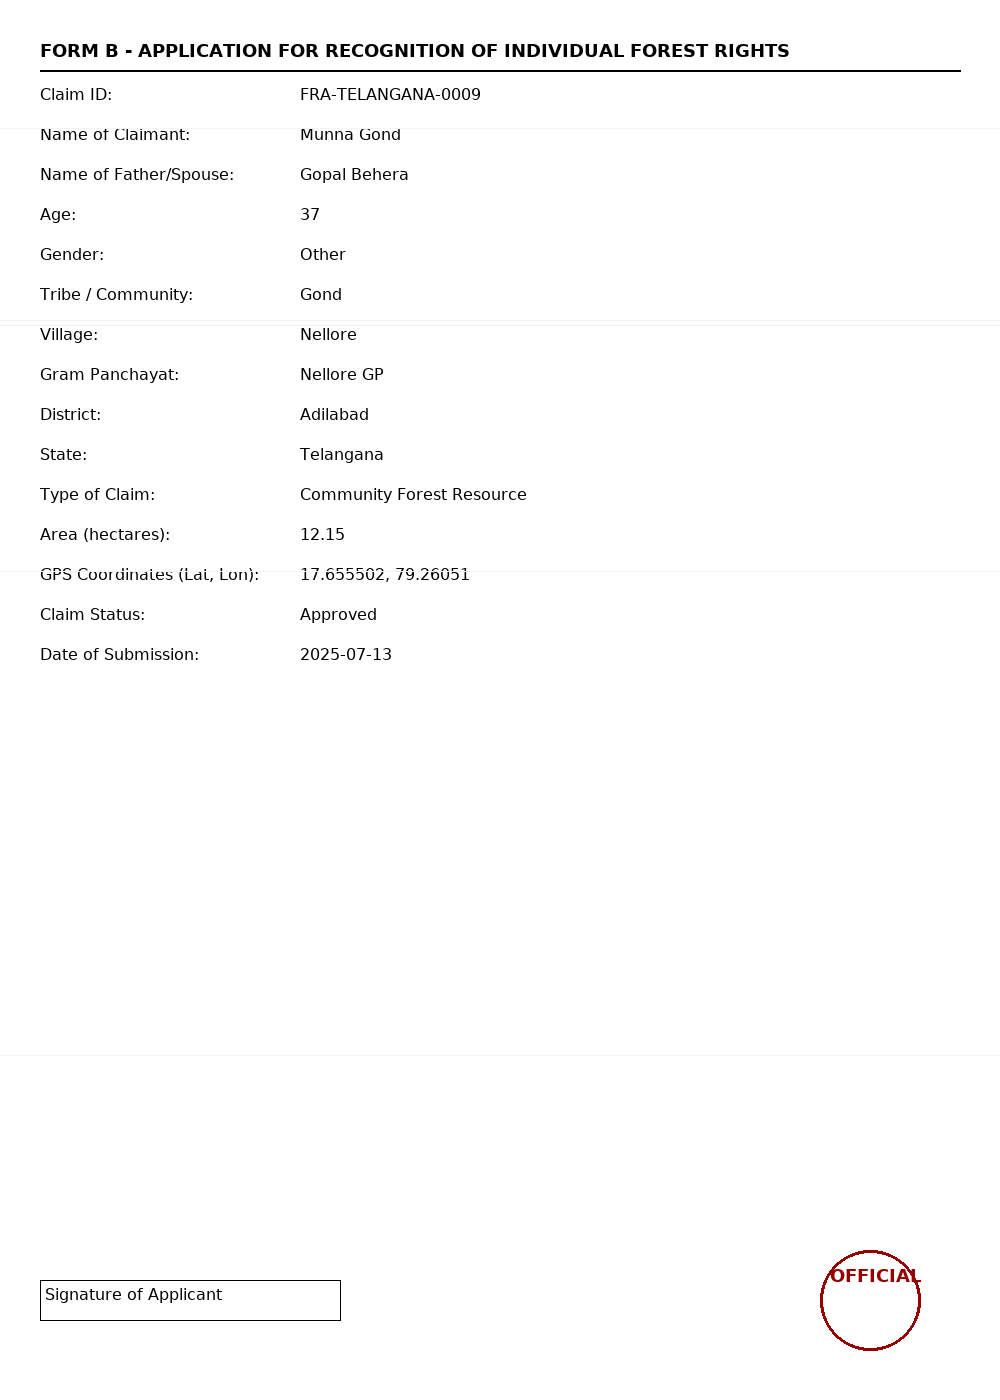 FORM B - APPLICATION FOR RECOGNITION OF INDIVIDUAL FOREST RIGHTS
Claim ID: FRA-TELANGANA-0009
Name of Claimant: Munna Gond
Name of Father/Spouse: Gopal Behera
Age: 37
Gender: Other
Tribe / Community: Gond
Village: Nellore
Gram Panchayat: Nellore GP
District: Adilabad
State: Telangana
Type of Claim: Community Forest Resource
Area (hectares): 12.15
GPS Coordinates (Lat, Lon): 17.655502, 79.26051
Claim Status: Approved
Date of Submission: 2025-07-13
Signature of Applicant
OFFICIAL